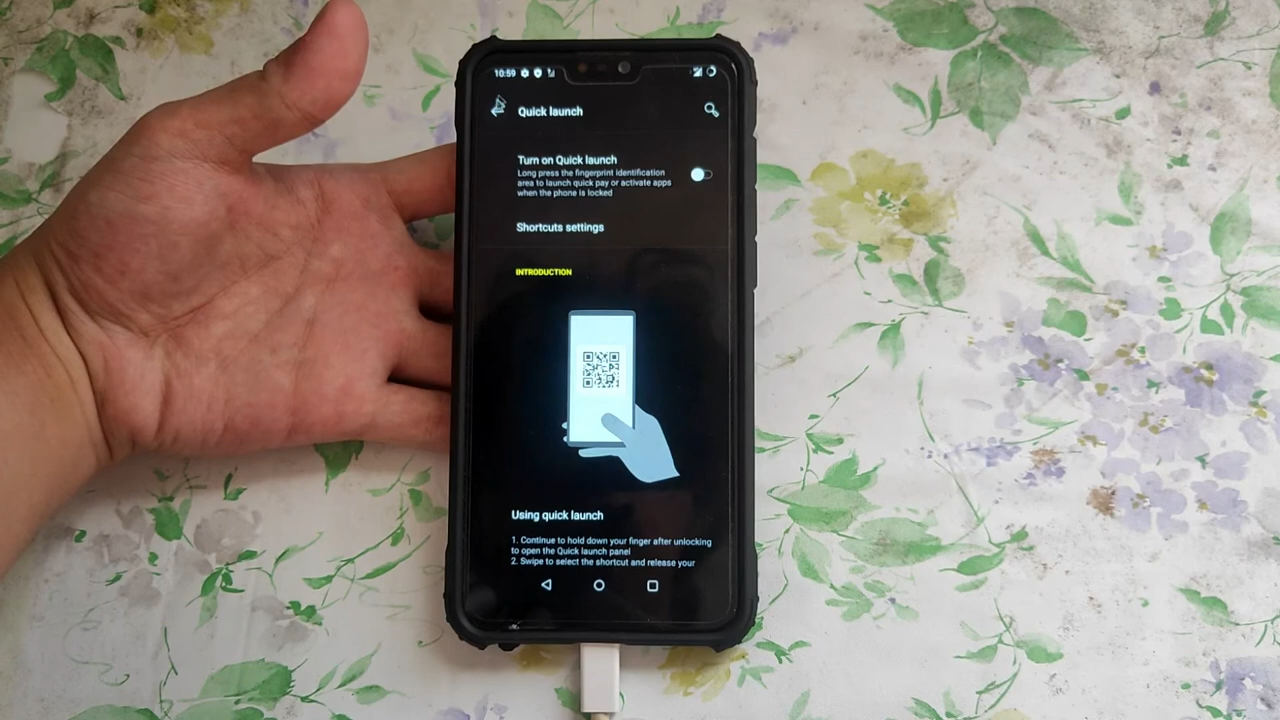 10:59
Quick launch
Turn on Quick launch
Long press the fingerprint identification
area to launch quick pay or activate apps
when the phone is locked
Shortcuts settings
INTRODUCTION
Using quick launch
1. Continue to hold down your finger after unlocking
to open the Quick launch panel
2. Swipe to select the shortcut and release your